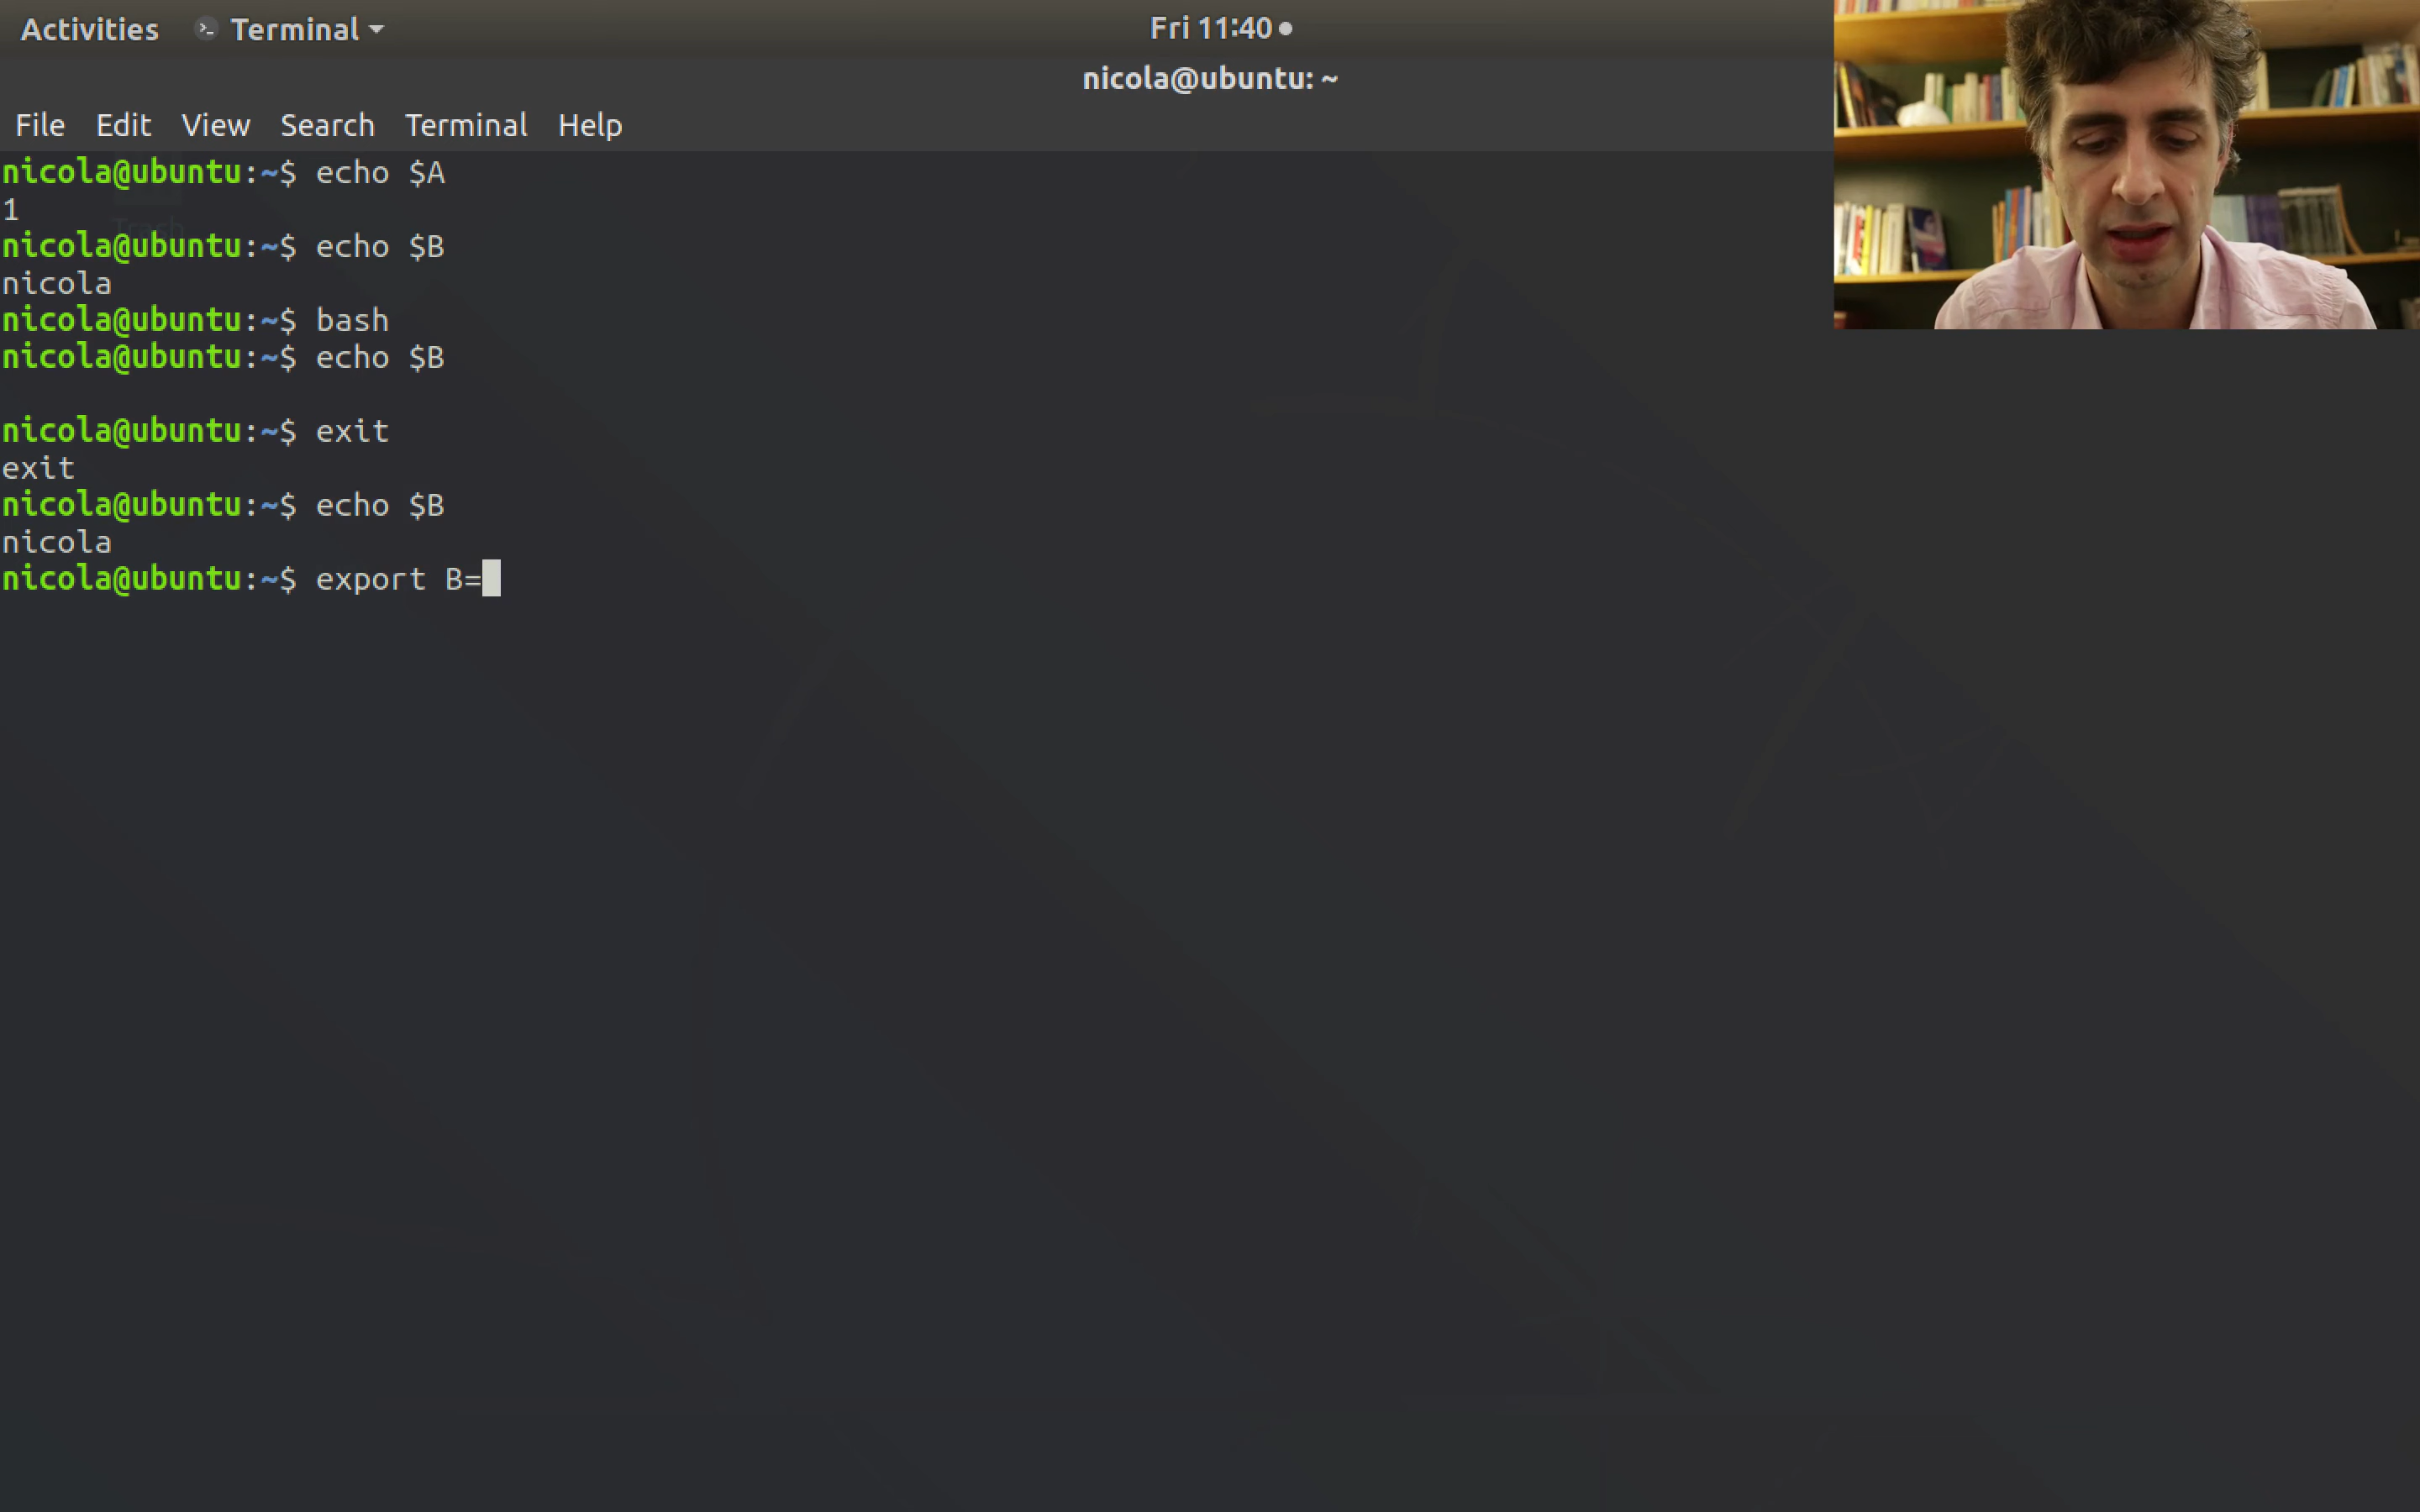 Activities Terminal Fri 11:40
nicola@ubuntu: ~
File Edit View Search Terminal Help
nicola@ubuntu:~$ echo $A
1
Trash
nicola@ubuntu:~$ echo $B
nicola
nicola@ubuntu:~$ bash
nicola@ubuntu:~$ echo $B
nicola@ubuntu:~$ exit
exit
nicola@ubuntu:~$ echo $B
nicola
nicola@ubuntu:~$ export B=